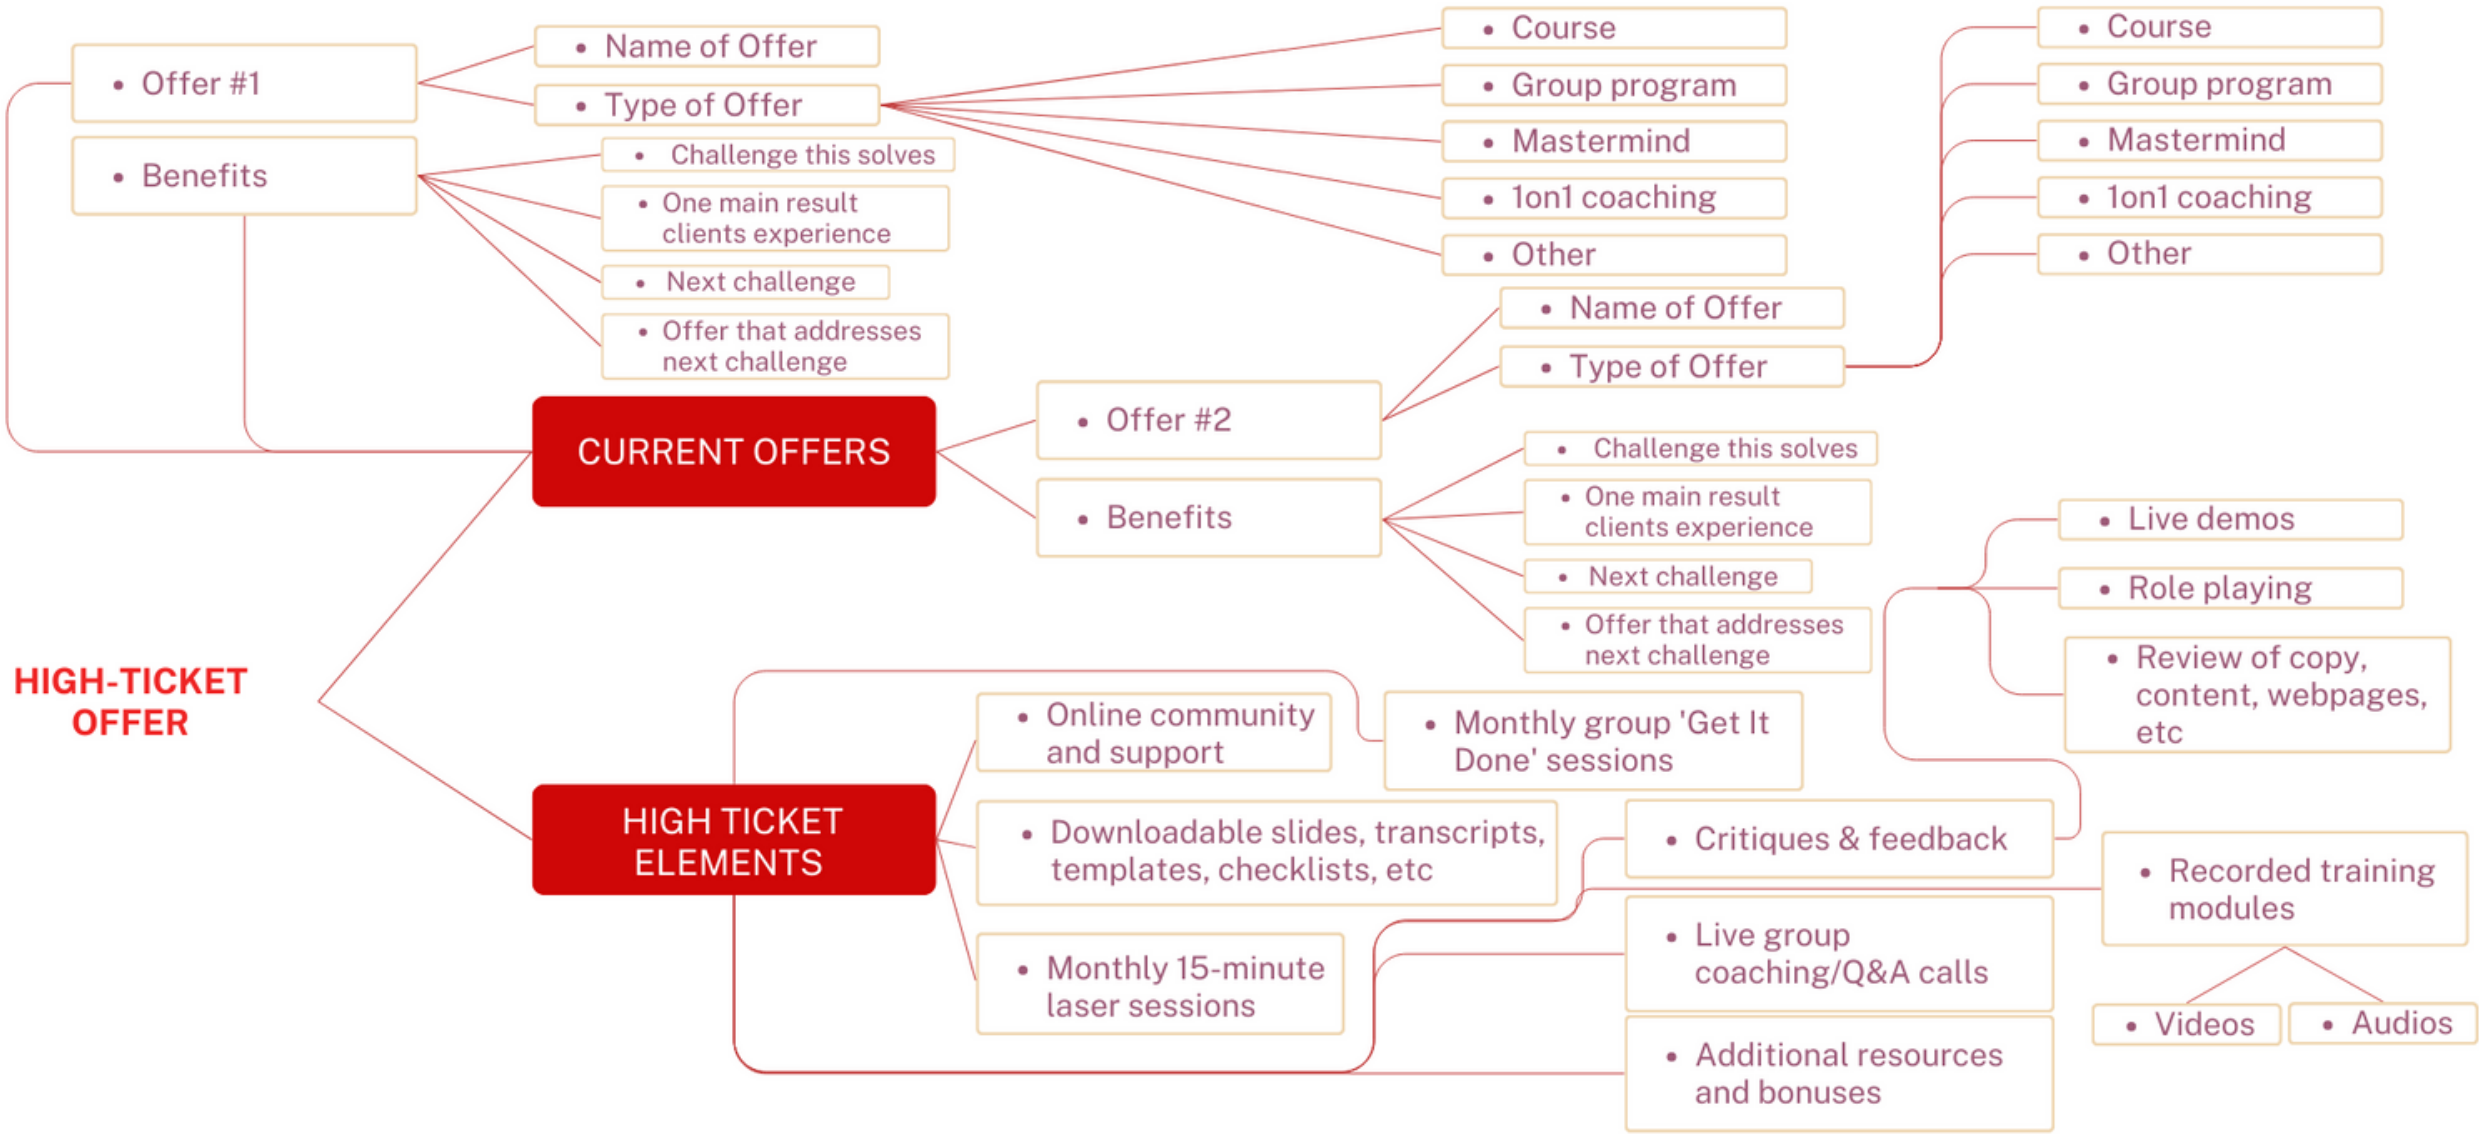 • Offer #1
• Name of Offer
• Type of Offer
• Course
• Group program
• Mastermind
• 1on1 coaching
• Other
• Benefits
• Challenge this solves
• One main result
clients experience
• Next challenge
• Offer that addresses
next challenge
CURRENT OFFERS
• Offer #2
• Name of Offer
• Type of Offer
• Course
• Group program
• Mastermind
• 1on1 coaching
• Other
• Benefits
• Challenge this solves
• One main result
clients experience
• Next challenge
• Offer that addresses
next challenge
HIGH-TICKET
OFFER
HIGH TICKET
ELEMENTS
• Online community
and support
• Monthly group 'Get It
Done' sessions
• Downloadable slides, transcripts,
templates, checklists, etc
• Monthly 15-minute
laser sessions
• Critiques & feedback
• Live demos
• Role playing
• Review of copy,
content, webpages,
etc
• Recorded training
modules
• Videos
• Audios
• Live group
coaching/Q&A calls
• Additional resources
and bonuses